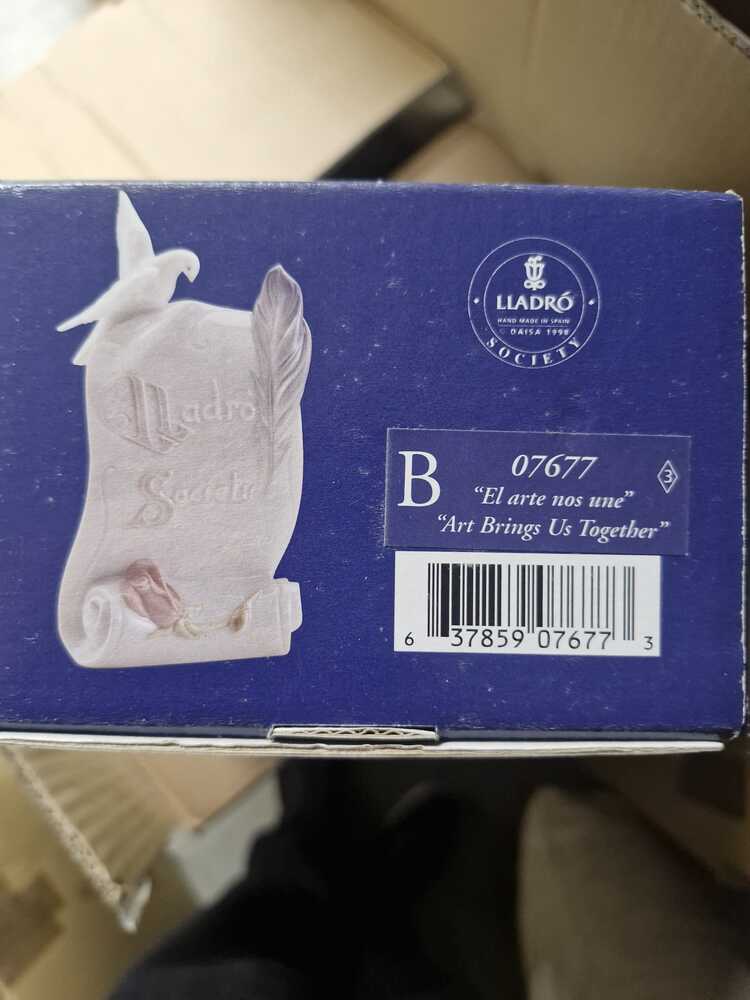 Lladró
Society
LLADRÓ
HAND MADE IN SPAIN
© DAISA 1998
SOCIETY
B
07677
3
"El arte nos une"
"Art Brings Us Together"
6 37859 07677 3